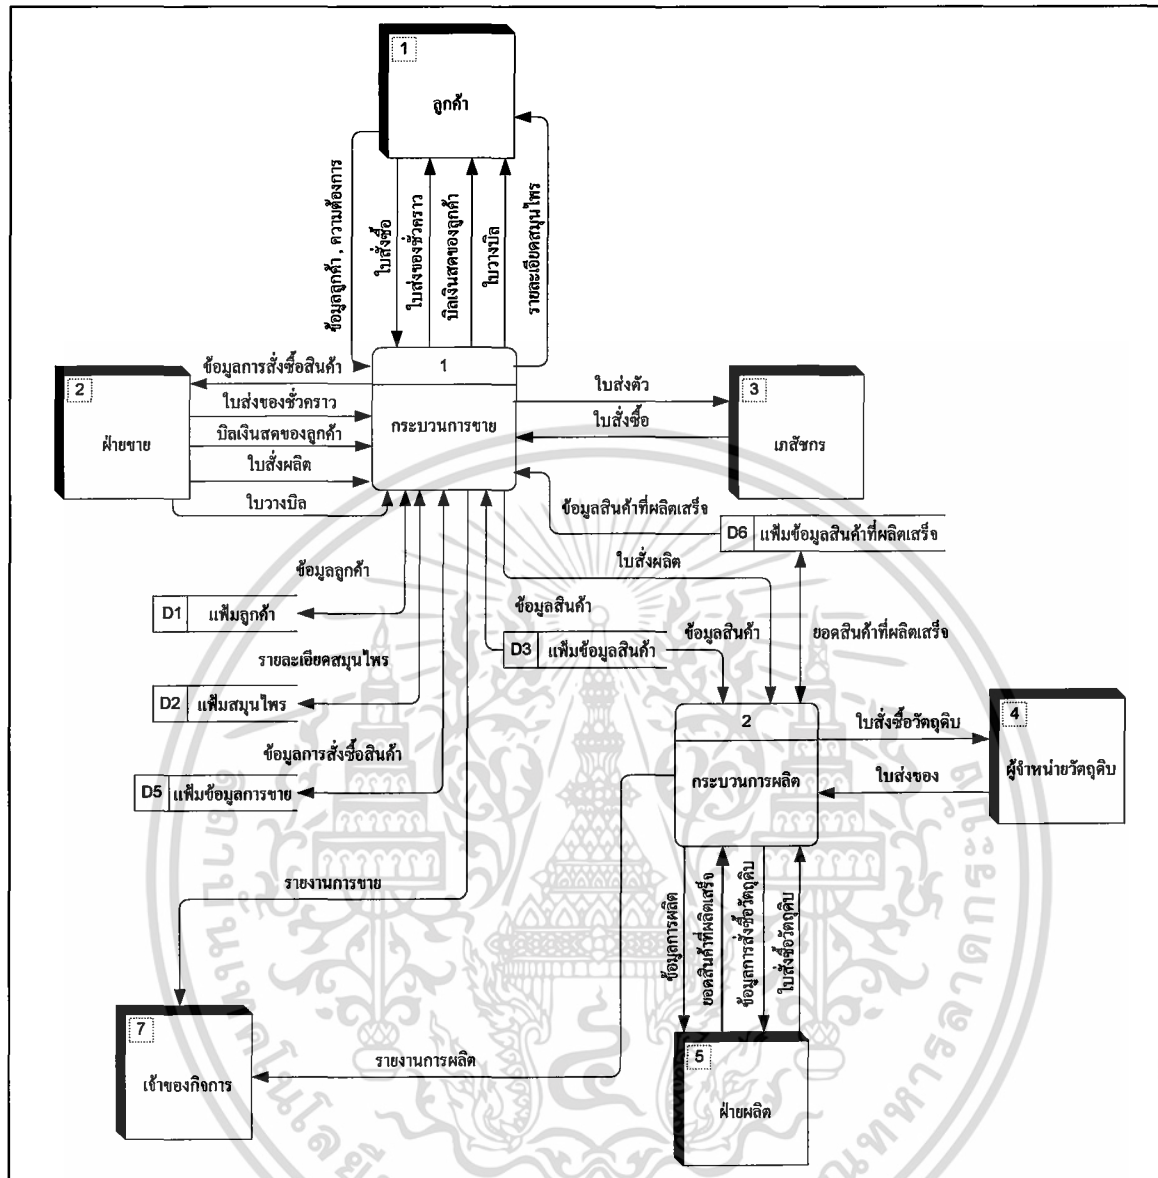 1
ลูกค้า
ข้อมูลลูกค้า , ความต้องการ
ใบสั่งซื้อ
ใบส่งของชั่วคราว
บิลเงินสดของลูกค้า
ใบวางบิล
รายละเอียดสมุนไพร
2
ฝ่ายขาย
ข้อมูลการสั่งซื้อสินค้า
ใบส่งของชั่วคราว
บิลเงินสดของลูกค้า
ใบสั่งผลิต
ใบวางบิล
1
กระบวนการขาย
ใบส่งตัว
ใบสั่งซื้อ
3
เภสัชกร
ข้อมูลสินค้าที่ผลิตเสร็จ
D6 แฟ้มข้อมูลสินค้าที่ผลิตเสร็จ
ใบสั่งผลิต
ข้อมูลลูกค้า
D1 แฟ้มลูกค้า
ข้อมูลสินค้า
ข้อมูลสินค้า
ยอดสินค้าที่ผลิตเสร็จ
D3 แฟ้มข้อมูลสินค้า
รายละเอียดสมุนไพร
D2 แฟ้มสมุนไพร
ข้อมูลการสั่งซื้อสินค้า
D5 แฟ้มข้อมูลการขาย
2
กระบวนการผลิต
ใบสั่งซื้อวัตถุดิบ
ใบส่งของ
4
ผู้จำหน่ายวัตถุดิบ
รายงานการขาย
ข้อมูลการผลิต
ยอดสินค้าที่ผลิตเสร็จ
ข้อมูลการสั่งซื้อวัตถุดิบ
ใบสั่งซื้อวัตถุดิบ
7
เจ้าของกิจการ
รายงานการผลิต
5
ฝ่ายผลิต